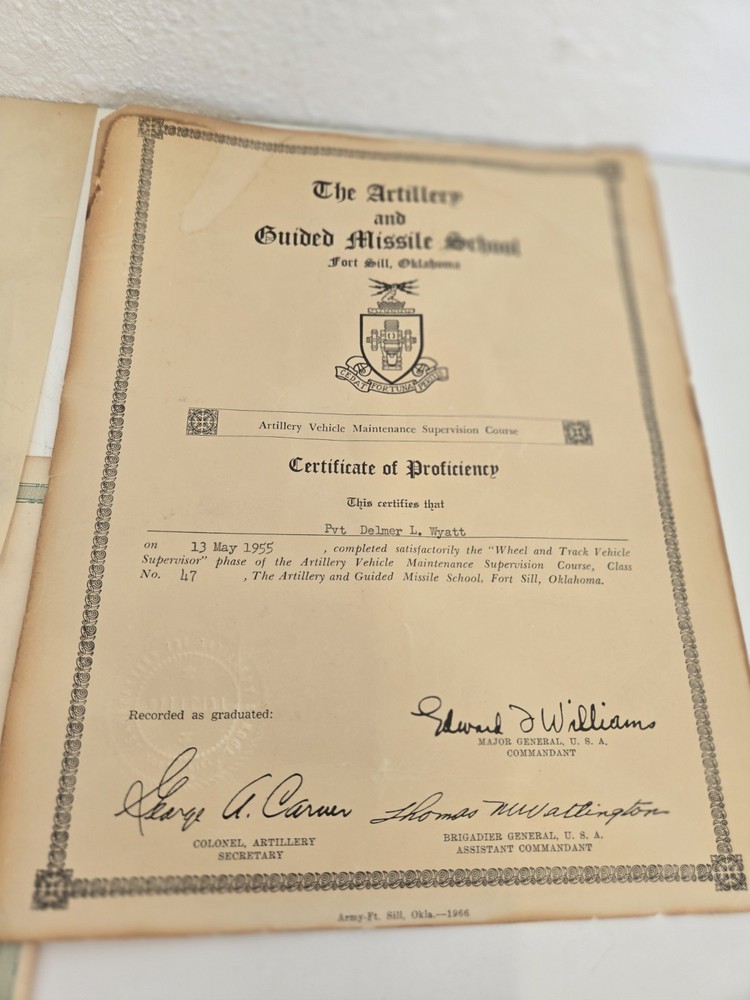 The Artillery
and
Guided Missile School
Fort Sill, Oklahoma
CEDAT FORTUNA PERITIS
Artillery Vehicle Maintenance Supervision Course
Certificate of Proficiency
This certifies that
Pvt Delmer L. Wyatt
on 13 May 1955 , completed satisfactorily the "Wheel and Track Vehicle
Supervisor" phase of the Artillery Vehicle Maintenance Supervision Course, Class
No. 47 , The Artillery and Guided Missile School, Fort Sill, Oklahoma.
Recorded as graduated:
Edward J Williams
MAJOR GENERAL, U. S. A.
COMMANDANT
George A. Carver
COLONEL, ARTILLERY
SECRETARY
Thomas M Watlington
BRIGADIER GENERAL, U. S. A.
ASSISTANT COMMANDANT
Army-Ft. Sill, Okla.—1966